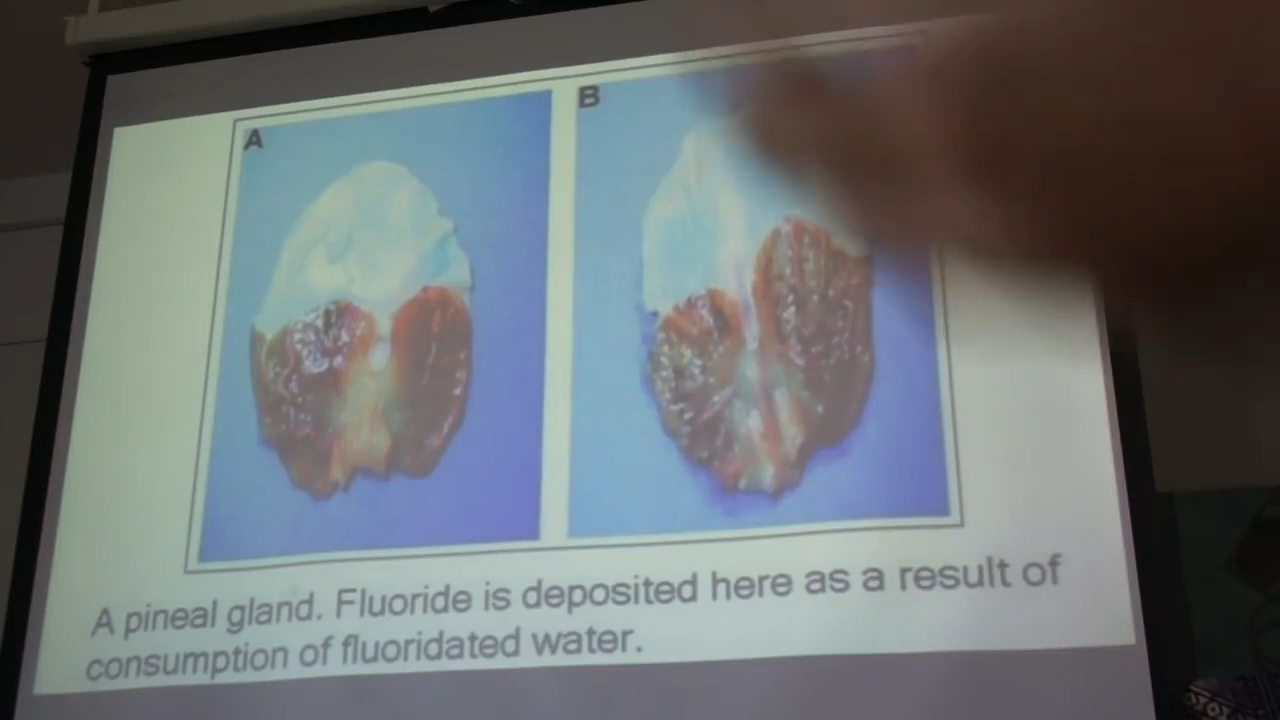 A
B
A pineal gland. Fluoride is deposited here as a result of
consumption of fluoridated water.